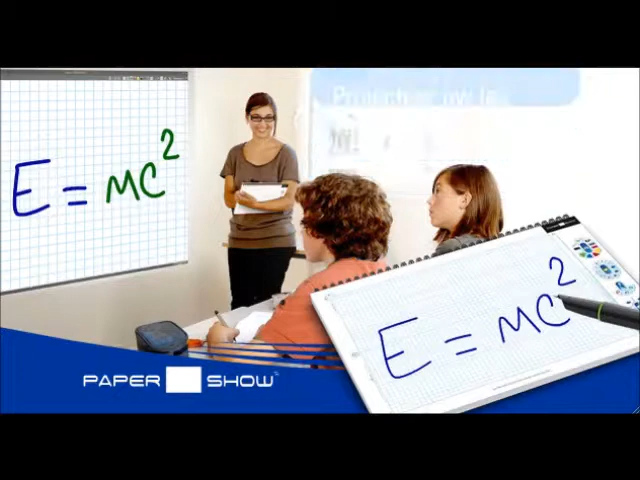 E = MC²
E = MC²
PAPER SHOW